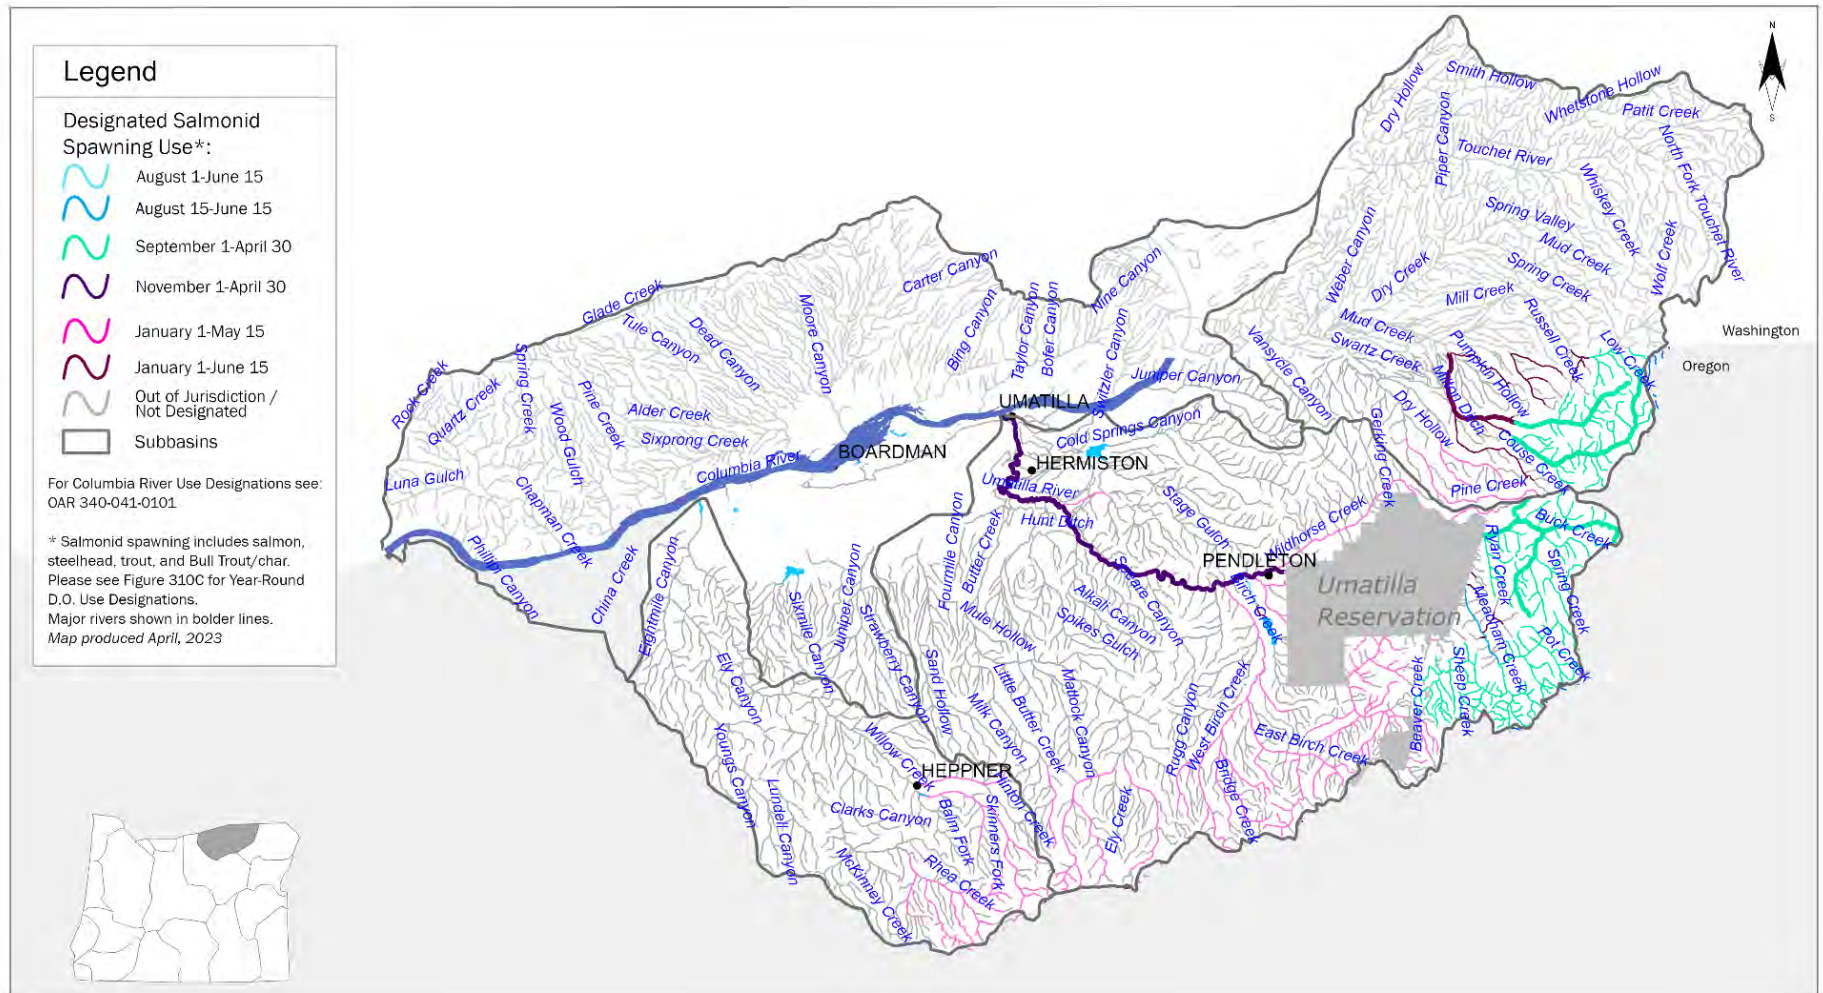 Legend
Designated Salmonid
Spawning Use*:
August 1-June 15
August 15-June 15
September 1-April 30
November 1-April 30
January 1-May 15
January 1-June 15
Out of Jurisdiction /
Not Designated
Subbasins
For Columbia River Use Designations see:
OAR 340-041-0101
* Salmonid spawning includes salmon,
steelhead, trout, and Bull Trout/char.
Please see Figure 310C for Year-Round
D.O. Use Designations.
Major rivers shown in bolder lines.
Map produced April, 2023
N
S
Washington
Oregon
Dry Hollow
Smith Hollow
Whetstone Hollow
Patit Creek
Piper Canyon
Touchet River
North Fork Touchet River
Whiskey Creek
Spring Valley
Mud Creek
Wolf Creek
Spring Creek
Weber Canyon
Dry Creek
Mill Creek
Russell Creek
Mud Creek
Swartz Creek
Pumpkin Hollow
Low Creek
Milton Ditch
Vansycle Canyon
Dry Hollow
Couse Creek
Gerking Creek
Pine Creek
Glade Creek
Tule Canyon
Dead Canyon
Moore Canyon
Carter Canyon
Bing Canyon
Taylor Canyon
Bofer Canyon
Nine Canyon
Switzler Canyon
Juniper Canyon
Rock Creek
Quartz Creek
Spring Creek
Wood Gulch
Pine Creek
Alder Creek
Sixprong Creek
Luna Gulch
Chapman Creek
Columbia River
Phillipi Canyon
China Creek
Eightmile Canyon
UMATILLA
BOARDMAN
HERMISTON
Cold Springs Canyon
Umatilla River
Hunt Ditch
Stage Gulch
Wildhorse Creek
PENDLETON
Umatilla
Reservation
Fourmile Canyon
Butter Creek
Speare Canyon
Alkali Canyon
Spikes Gulch
Mule Hollow
Birch Creek
Buck Creek
Ryan Creek
Spring Creek
Meacham Creek
Pot Creek
Sheep Creek
Beaver Creek
Sixmile Canyon
Juniper Canyon
Strawberry Canyon
Sand Hollow
Little Butter Creek
Milk Canyon
Matlock Canyon
Rugg Canyon
West Birch Creek
East Birch Creek
Bridge Creek
Ely Canyon
Youngs Canyon
Willow Creek
HEPPNER
Hinton Creek
Ely Creek
Lundell Canyon
Clarks Canyon
Balm Fork
Skinners Fork
Rhea Creek
McKinney Creek